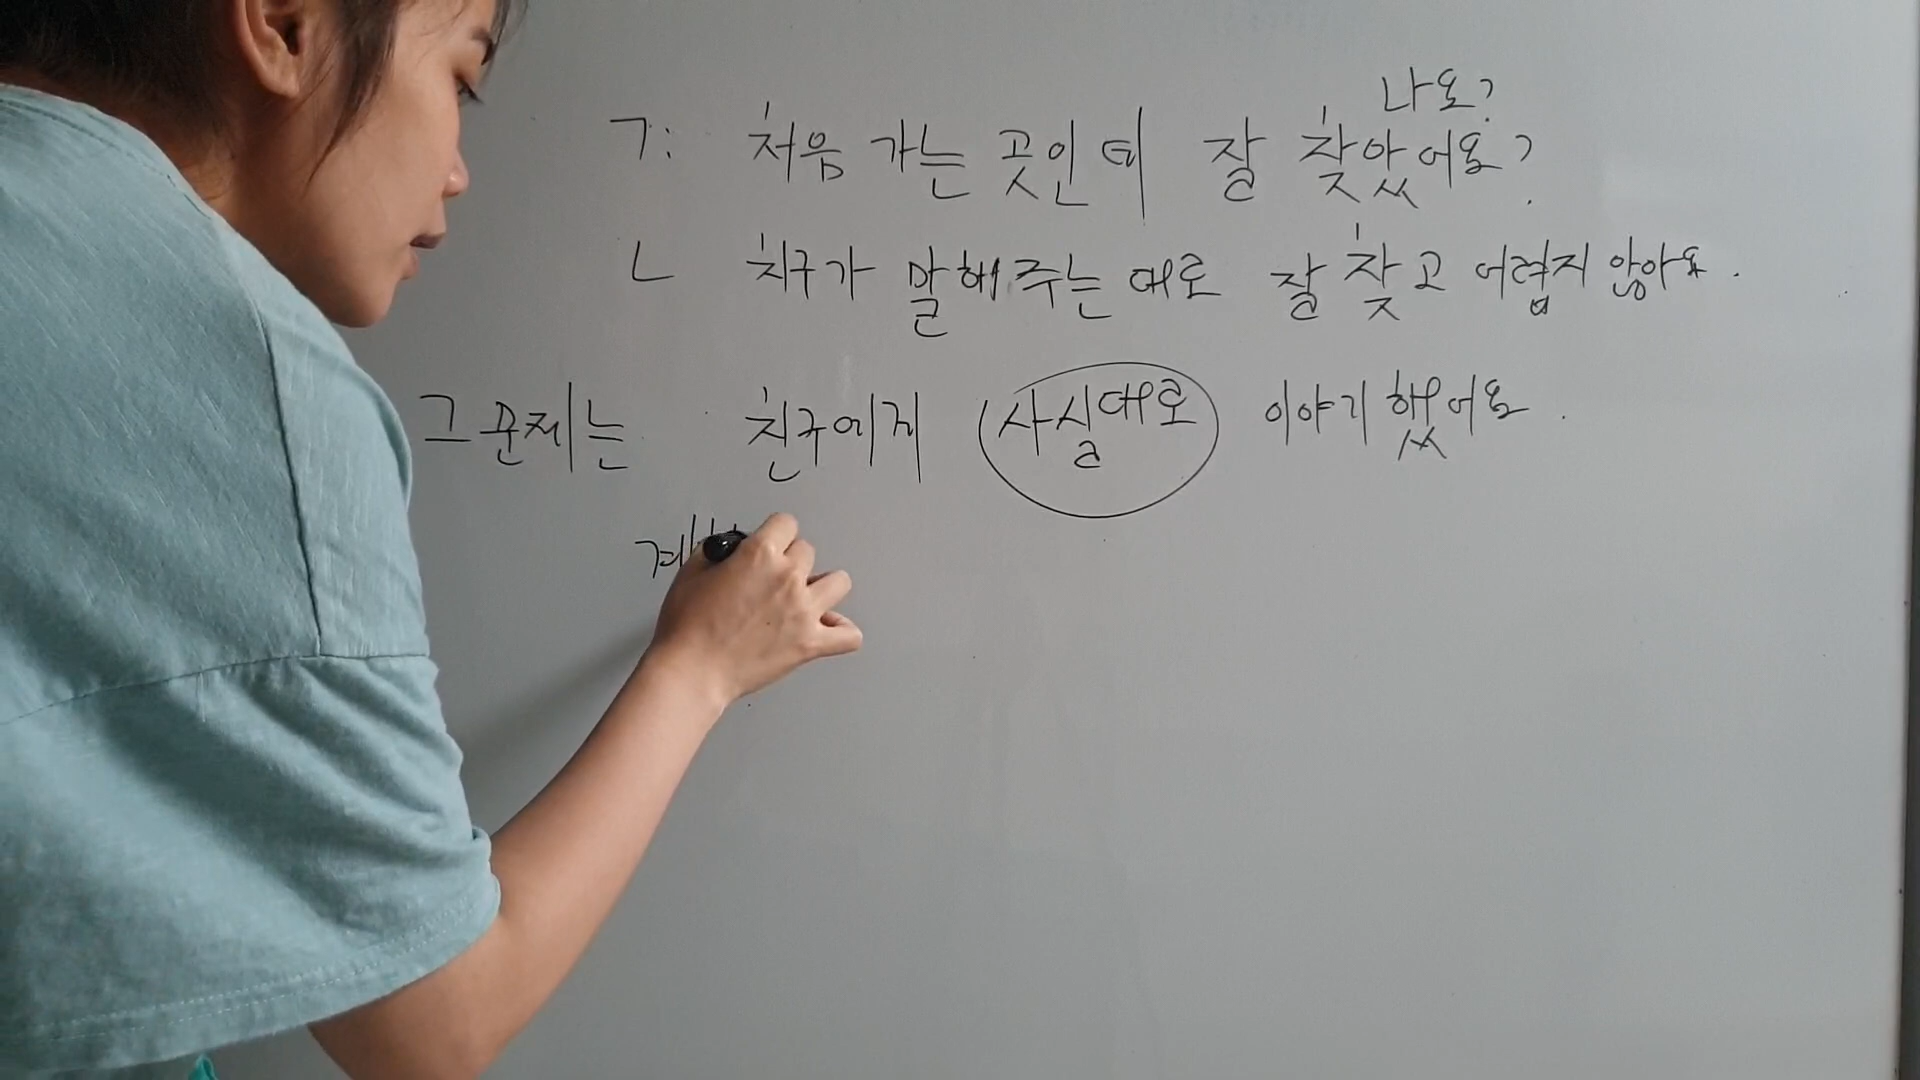 나요?
ㄱ: 처음 가는 곳인데 잘 찾았어요?
ㄴ 치구가 말해주는 대로 잘 찾고 어렵지 않아요.
그 문제는 친구에게 사실대로 이야기했어요.
계